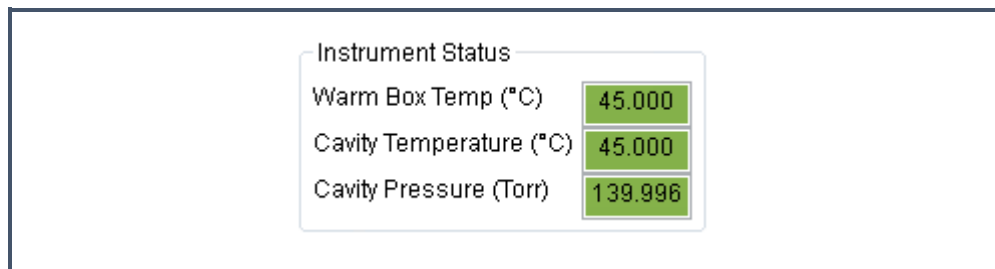 Instrument Status
Warm Box Temp (°C) 45.000
Cavity Temperature (°C) 45.000
Cavity Pressure (Torr) 139.996